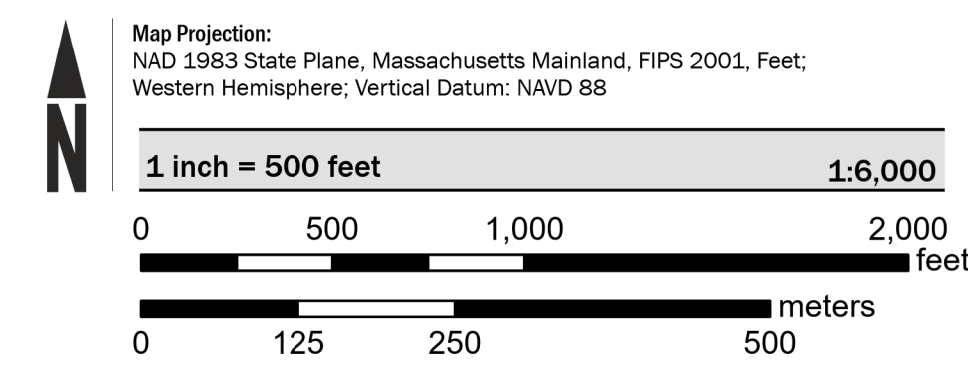 N
Map Projection:
NAD 1983 State Plane, Massachusetts Mainland, FIPS 2001, Feet;
Western Hemisphere; Vertical Datum: NAVD 88
1 inch = 500 feet 1:6,000
0 500 1,000 2,000
feet
meters
0 125 250 500